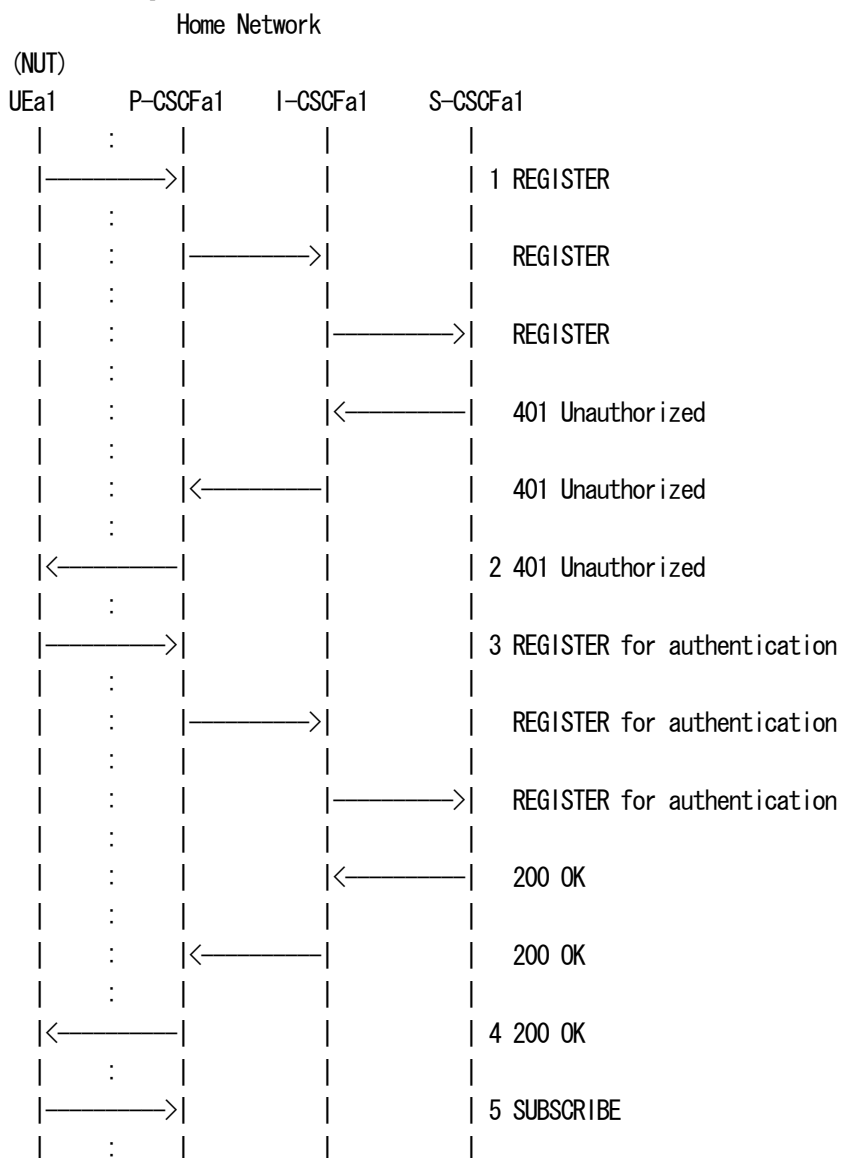 Home Network
(NUT)
UEa1 P-CSCFa1 I-CSCFa1 S-CSCFa1
| : | | |
|---------->| | | 1 REGISTER
| : | | |
| : |---------->| | REGISTER
| : | | |
| : | |---------->| REGISTER
| : | | |
| : | |<----------| 401 Unauthorized
| : | | |
| : |<----------| | 401 Unauthorized
| : | | |
|<----------| | | 2 401 Unauthorized
| : | | |
|---------->| | | 3 REGISTER for authentication
| : | | |
| : |---------->| | REGISTER for authentication
| : | | |
| : | |---------->| REGISTER for authentication
| : | | |
| : | |<----------| 200 OK
| : | | |
| : |<----------| | 200 OK
| : | | |
|<----------| | | 4 200 OK
| : | | |
|---------->| | | 5 SUBSCRIBE
| : | | |